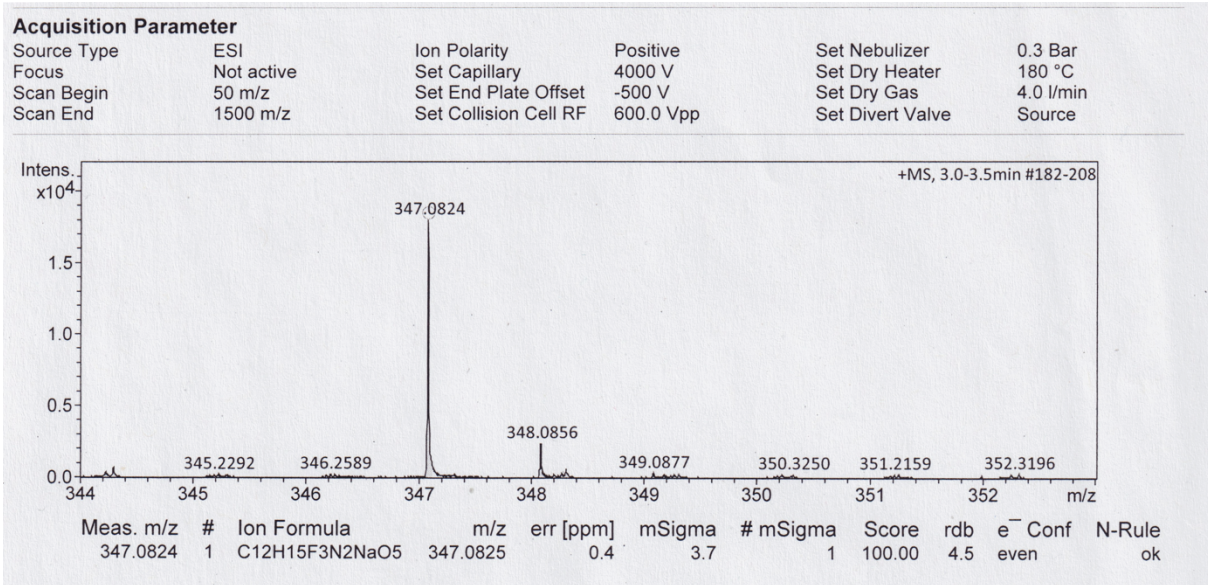 Acquisition Parameter
Source Type ESI Ion Polarity Positive Set Nebulizer 0.3 Bar
Focus Not active Set Capillary 4000 V Set Dry Heater 180 °C
Scan Begin 50 m/z Set End Plate Offset -500 V Set Dry Gas 4.0 l/min
Scan End 1500 m/z Set Collision Cell RF 600.0 Vpp Set Divert Valve Source
Intens.
x10⁴
+MS, 3.0-3.5min #182-208
347.0824
1.5
1.0
0.5
348.0856
345.2292 346.2589 349.0877 350.3250 351.2159 352.3196
0.0
344 345 346 347 348 349 350 351 352 m/z
Meas. m/z # Ion Formula m/z err [ppm] mSigma # mSigma Score rdb e¯ Conf N-Rule
347.0824 1 C12H15F3N2NaO5 347.0825 0.4 3.7 1 100.00 4.5 even ok